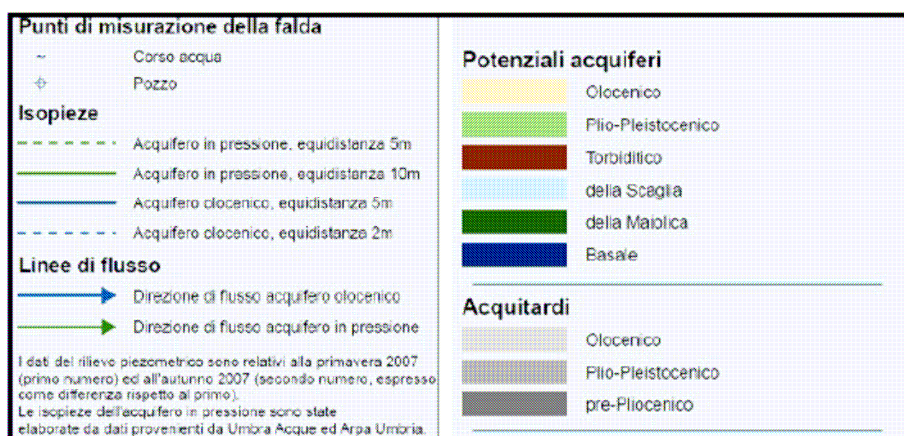 Punti di misurazione della falda
Corso acqua
Pozzo
Isopieze
Acquifero in pressione, equidistanza 5m
Acquifero in pressione, equidistanza 10m
Acquifero olocenico, equidistanza 5m
Acquifero olocenico, equidistanza 2m
Linee di flusso
Direzione di flusso acquifero olocenico
Direzione di flusso acquifero in pressione
I dati del rilievo piezometrico sono relativi alla primavera 2007
(primo numero) ed all'autunno 2007 (secondo numero, espresso
come differenza rispetto al primo).
Le isopieze dell'acquifero in pressione sono state
elaborate da dati provenienti da Umbra Acque ed Arpa Umbria.
Potenziali acquiferi
Olocenico
Plio-Pleistocenico
Torbiditico
della Scaglia
della Maiolica
Basale
Acquitardi
Olocenico
Plio-Pleistocenico
pre-Pliocenico